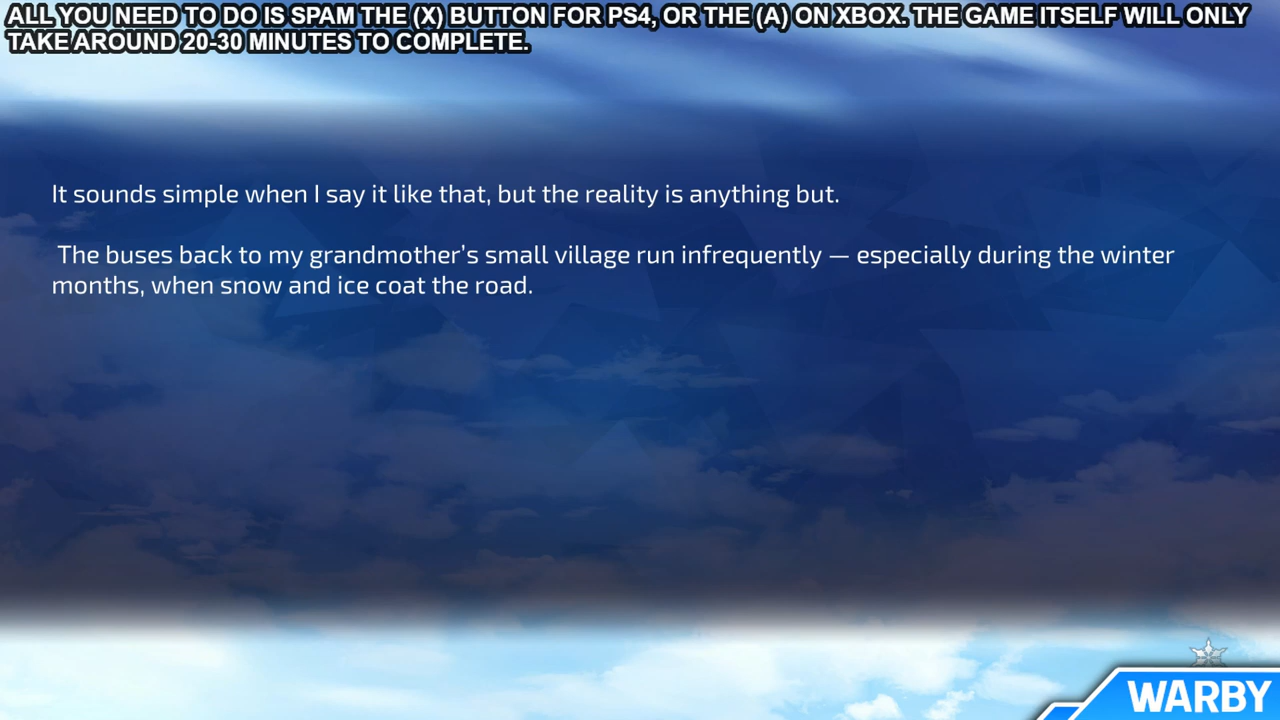 ALL YOU NEED TO DO IS SPAM THE (X) BUTTON FOR PS4, OR THE (A) ON XBOX. THE GAME ITSELF WILL ONLY
TAKE AROUND 20-30 MINUTES TO COMPLETE.
It sounds simple when I say it like that, but the reality is anything but.
The buses back to my grandmother's small village run infrequently — especially during the winter
months, when snow and ice coat the road.
WARBY